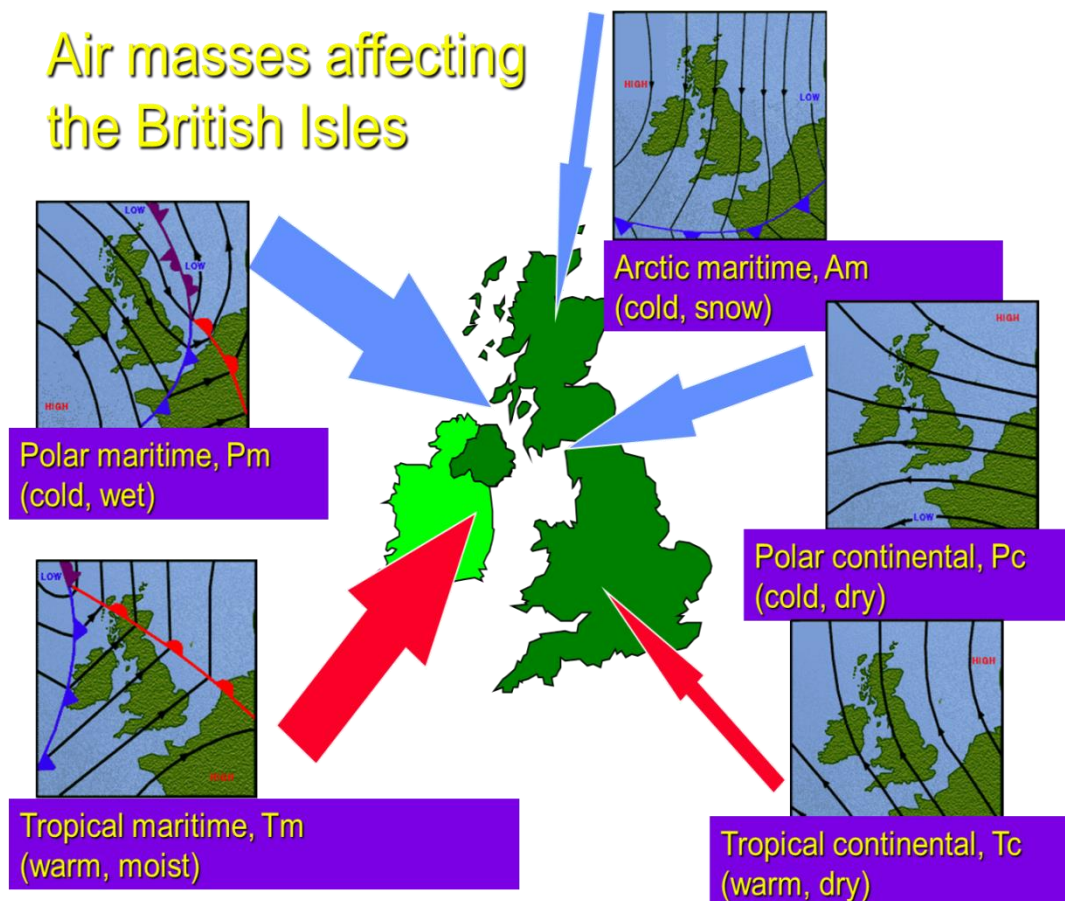 Air masses affecting
the British Isles
HIGH
LOW
Arctic maritime, Am
(cold, snow)
LOW
LOW
HIGH
Polar maritime, Pm
(cold, wet)
HIGH
LOW
Polar continental, Pc
(cold, dry)
LOW
HIGH
Tropical maritime, Tm
(warm, moist)
HIGH
Tropical continental, Tc
(warm, dry)